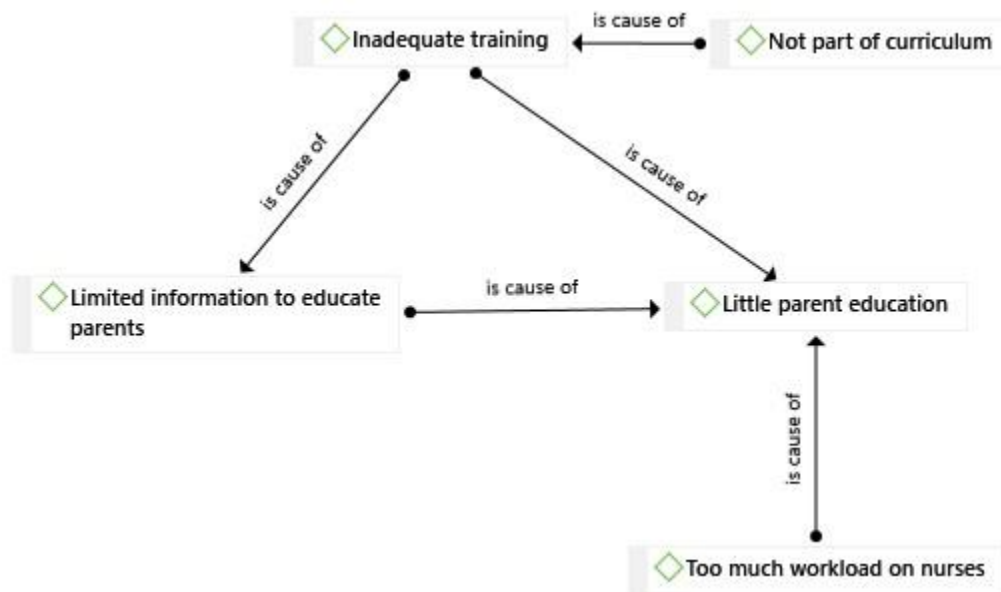 is cause of
Inadequate training
Not part of curriculum
is cause of
is cause of
Limited information to educate
parents
is cause of
Little parent education
is cause of
Too much workload on nurses